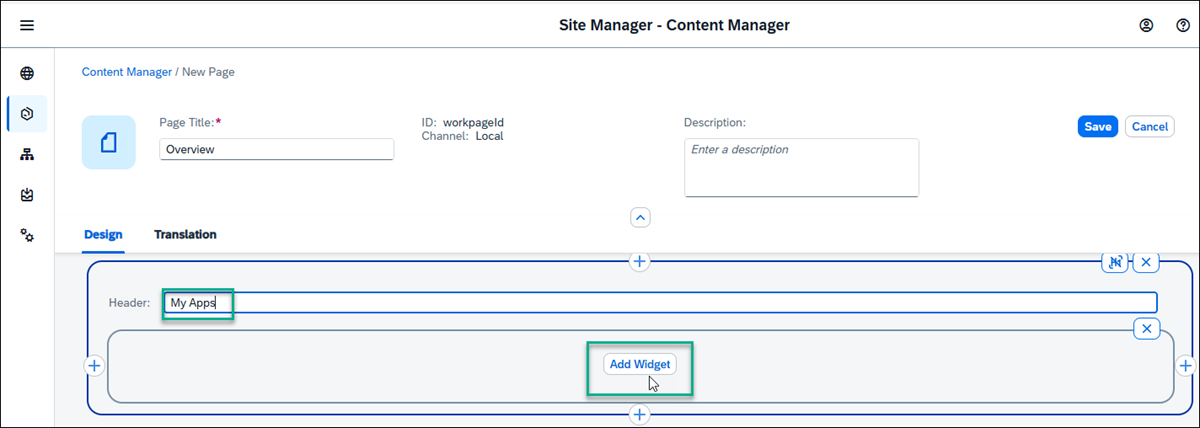 Site Manager - Content Manager
Content Manager / New Page
Page Title:*
Overview
ID: workpageId
Channel: Local
Description:
Enter a description
Save
Cancel
Design
Translation
Header:
My Apps
Add Widget